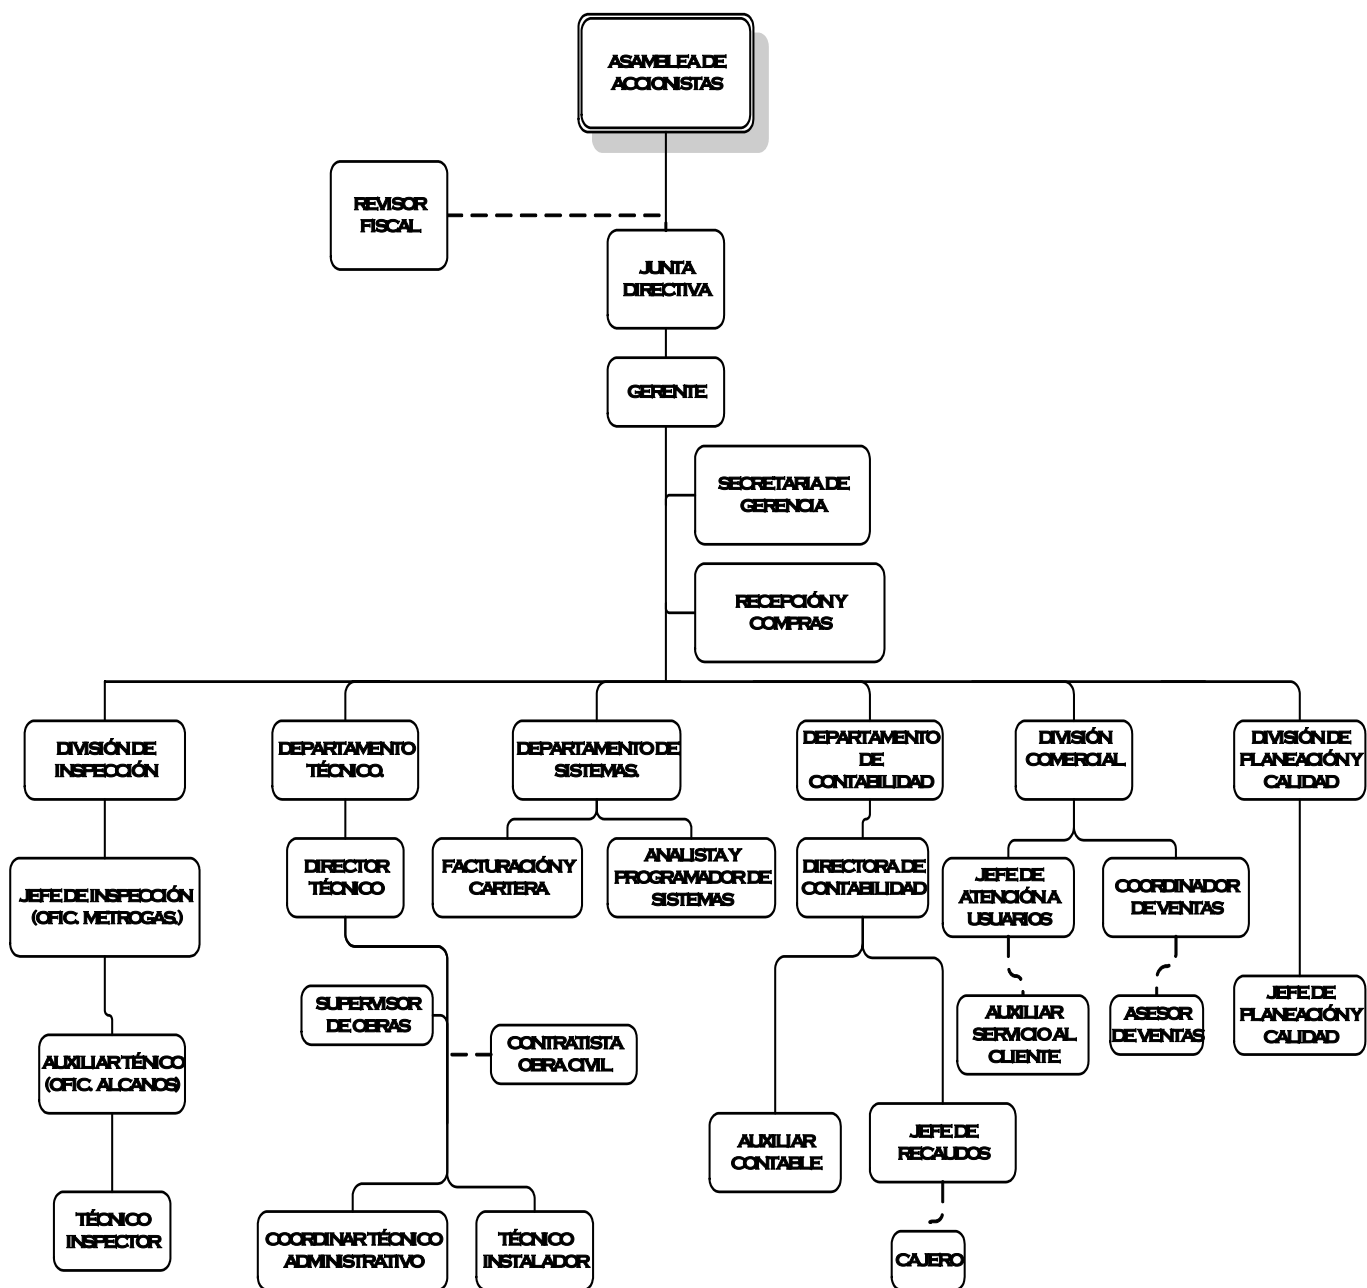 ASAMBLEA DE
ACCIONISTAS
REVISOR
FISCAL
JUNTA
DIRECTIVA
GERENTE
SECRETARIA DE
GERENCIA
RECEPCIÓN Y
COMPRAS
DIVISIÓN DE
INSPECCIÓN
DEPARTAMENTO
TÉCNICO.
DEPARTAMENTO DE
SISTEMAS.
DEPARTAMENTO
DE
CONTABILIDAD
DIVISIÓN
COMERCIAL
DIVISIÓN DE
PLANEACIÓN Y
CALIDAD
JEFE DE INSPECCIÓN
(OFIC. METROGAS.)
DIRECTOR
TÉCNICO
FACTURACIÓN Y
CARTERA
ANALISTA Y
PROGRAMADOR DE
SISTEMAS
DIRECTORA DE
CONTABILIDAD
JEFE DE
ATENCIÓN A
USUARIOS
COORDINADOR
DE VENTAS
SUPERVISOR
DE OBRAS
CONTRATISTA
OBRA CIVIL
AUXILIAR
SERVICIO AL
CLIENTE
ASESOR
DE VENTAS
JEFE DE
PLANEACIÓN Y
CALIDAD
AUXILIAR TÉNICO
(OFIC. ALCANOS)
AUXILIAR
CONTABLE
JEFE DE
RECAUDOS
TÉCNICO
INSPECTOR
COORDINAR TÉCNICO
ADMINISTRATIVO
TÉCNICO
INSTALADOR
CAJERO